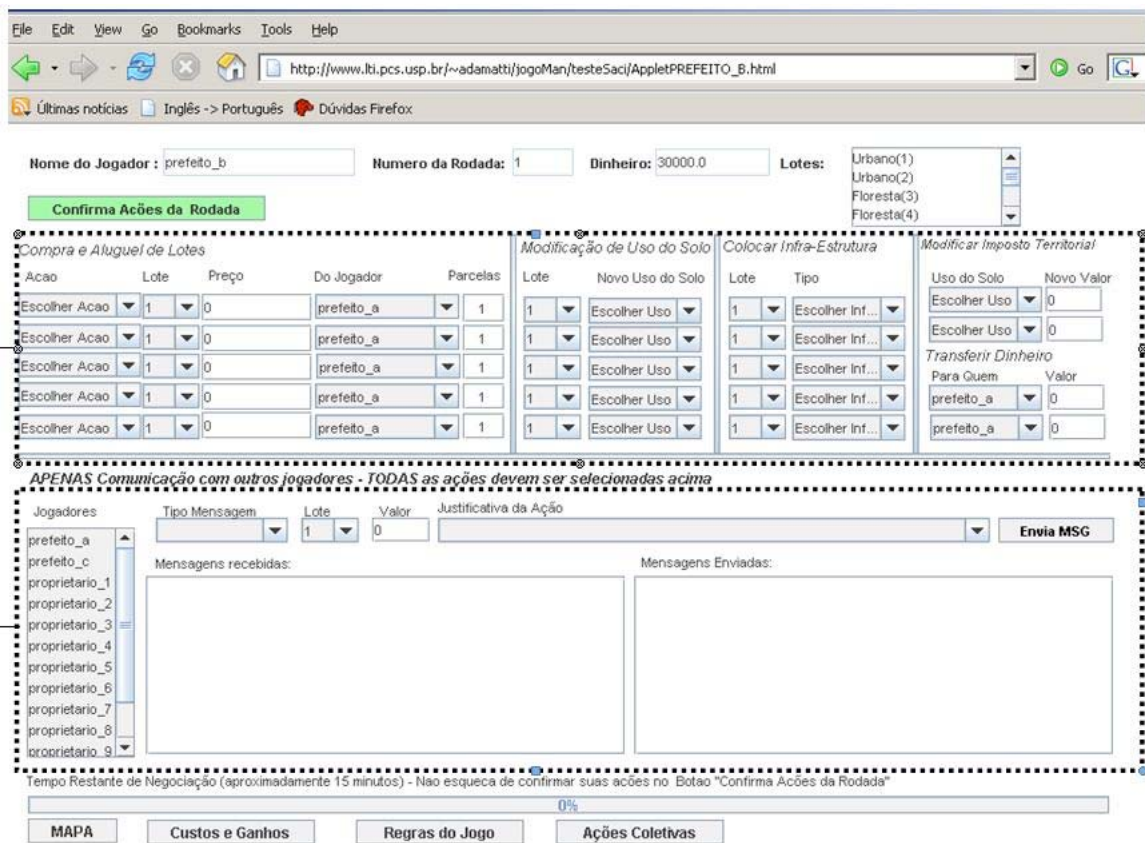 File Edit View Go Bookmarks Tools Help
http://www.lti.pcs.usp.br/~adamatti/jogoMan/testeSaci/AppletPREFEITO_B.html Go G
Últimas notícias Inglês -> Português Dúvidas Firefox
Nome do Jogador : prefeito_b Numero da Rodada: 1 Dinheiro: 30000.0 Lotes: Urbano(1)
Urbano(2)
Floresta(3)
Floresta(4)
Confirma Acões da Rodada
Compra e Aluguel de Lotes Modificação de Uso do Solo Colocar Infra-Estrutura Modificar Imposto Territorial
Acao Lote Preço Do Jogador Parcelas Lote Novo Uso do Solo Lote Tipo Uso do Solo Novo Valor
Escolher Acao 1 0 prefeito_a 1 1 Escolher Uso 1 Escolher Inf... Escolher Uso 0
Escolher Acao 1 0 prefeito_a 1 1 Escolher Uso 1 Escolher Inf... Escolher Uso 0
Transferir Dinheiro
Escolher Acao 1 0 prefeito_a 1 1 Escolher Uso 1 Escolher Inf... Para Quem Valor
Escolher Acao 1 0 prefeito_a 1 1 Escolher Uso 1 Escolher Inf... prefeito_a 0
Escolher Acao 1 0 prefeito_a 1 1 Escolher Uso 1 Escolher Inf... prefeito_a 0
APENAS Comunicação com outros jogadores - TODAS as ações devem ser selecionadas acima
Jogadores Tipo Mensagem Lote Valor Justificativa da Ação
1 0 Envia MSG
prefeito_a
prefeito_c
proprietario_1
proprietario_2
proprietario_3
proprietario_4
proprietario_5
proprietario_6
proprietario_7
proprietario_8
proprietario_9
Mensagens recebidas: Mensagens Enviadas:
Tempo Restante de Negociação (aproximadamente 15 minutos) - Nao esqueca de confirmar suas acões no Botao "Confirma Acões da Rodada"
0%
MAPA Custos e Ganhos Regras do Jogo Ações Coletivas